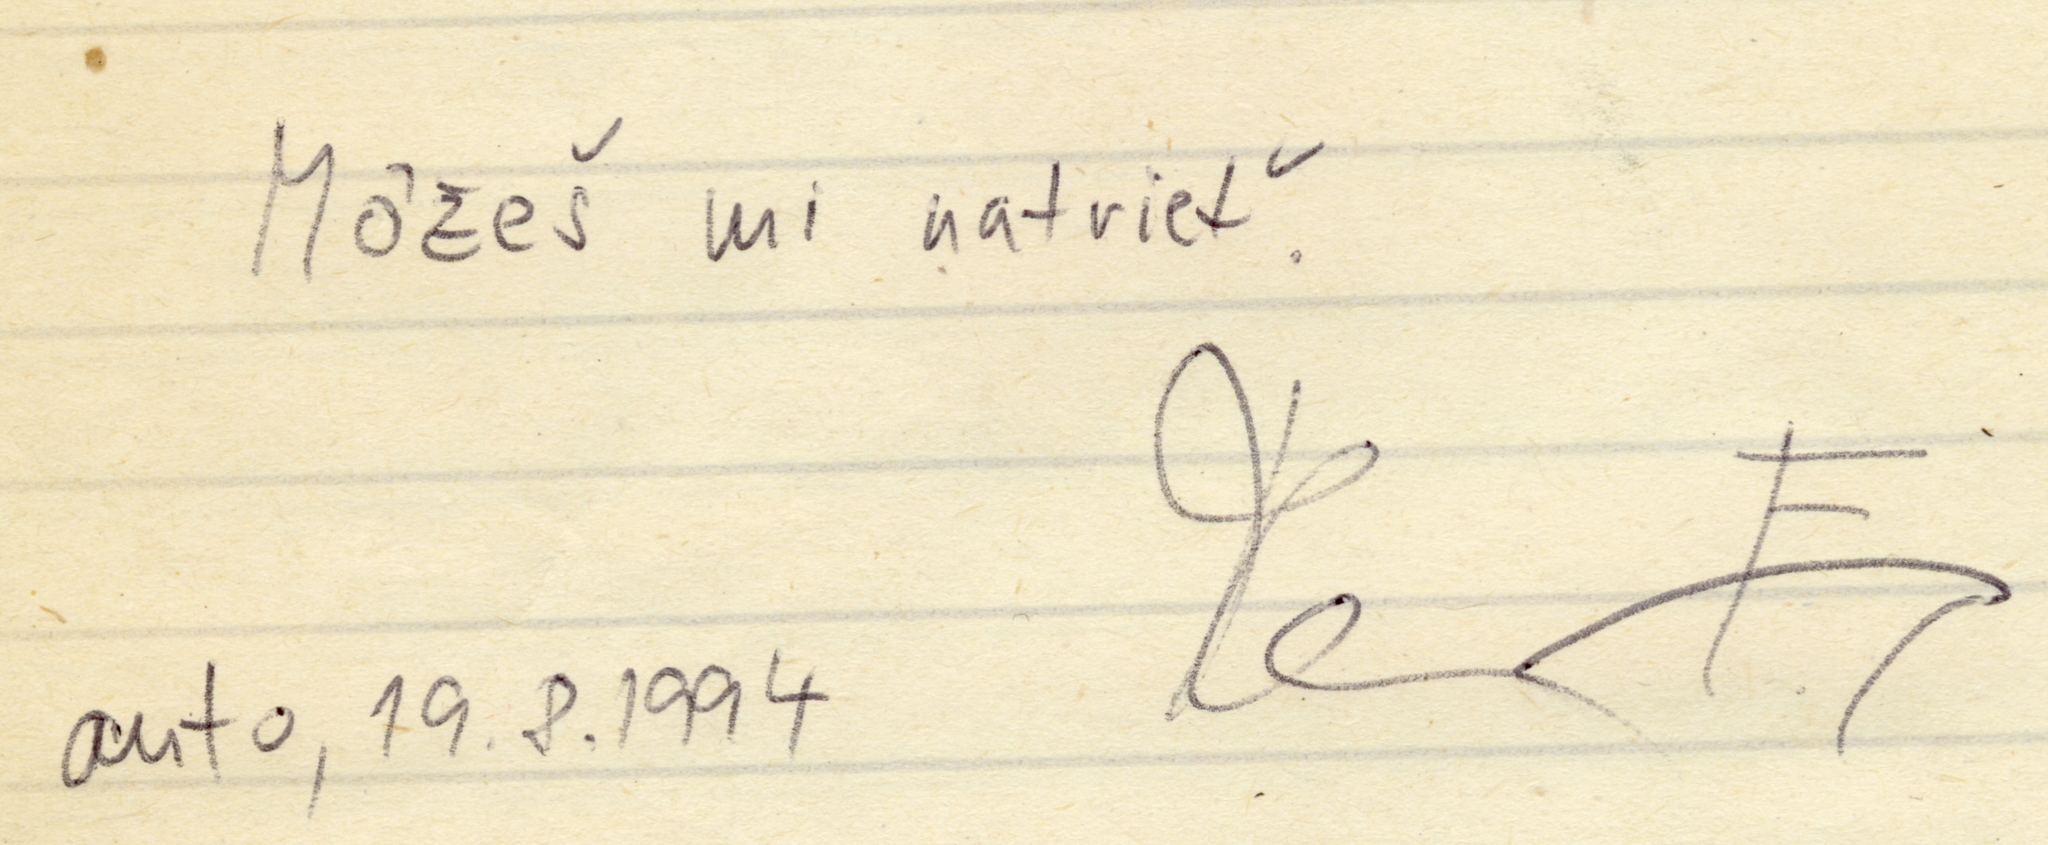 Môžeš mi natrieť.
auto, 19.8.1994